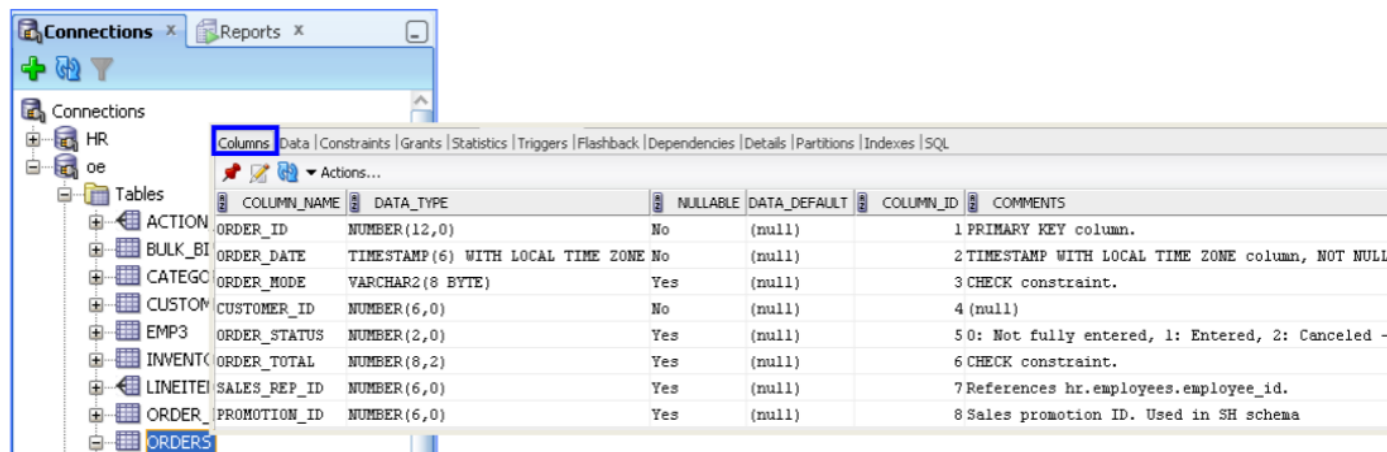 Connections x Reports x
Connections
HR
oe
Tables
ACTION
BULK_BI
CATEGO
CUSTOM
EMP3
INVENTO
LINEITE
ORDER_
ORDERS
Columns Data |Constraints |Grants |Statistics |Triggers |Flashback |Dependencies |Details |Partitions |Indexes |SQL
Actions...
COLUMN_NAME DATA_TYPE NULLABLE DATA_DEFAULT COLUMN_ID COMMENTS
ORDER_ID NUMBER(12,0) No (null) 1 PRIMARY KEY column.
ORDER_DATE TIMESTAMP(6) WITH LOCAL TIME ZONE No (null) 2 TIMESTAMP WITH LOCAL TIME ZONE column, NOT NULL
ORDER_MODE VARCHAR2(8 BYTE) Yes (null) 3 CHECK constraint.
CUSTOMER_ID NUMBER(6,0) No (null) 4 (null)
ORDER_STATUS NUMBER(2,0) Yes (null) 5 0: Not fully entered, 1: Entered, 2: Canceled -
ORDER_TOTAL NUMBER(8,2) Yes (null) 6 CHECK constraint.
SALES_REP_ID NUMBER(6,0) Yes (null) 7 References hr.employees.employee_id.
PROMOTION_ID NUMBER(6,0) Yes (null) 8 Sales promotion ID. Used in SH schema